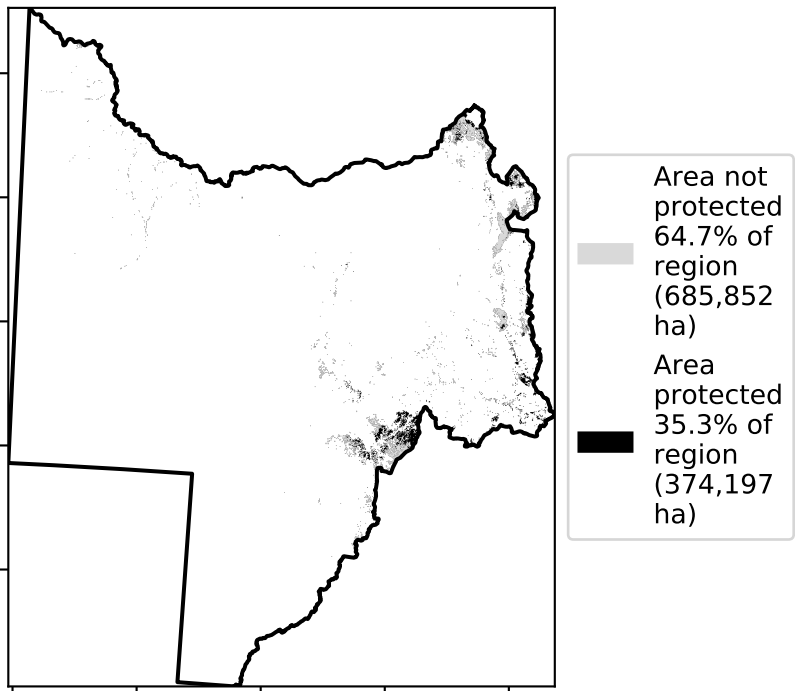 Area not
protected
64.7% of
region
(685,852
ha)
Area
protected
35.3% of
region
(374,197
ha)